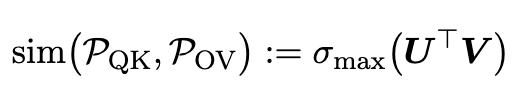 sim(𝒫_QK, 𝒫_OV) := σ_max(𝑼^⊤𝑽)